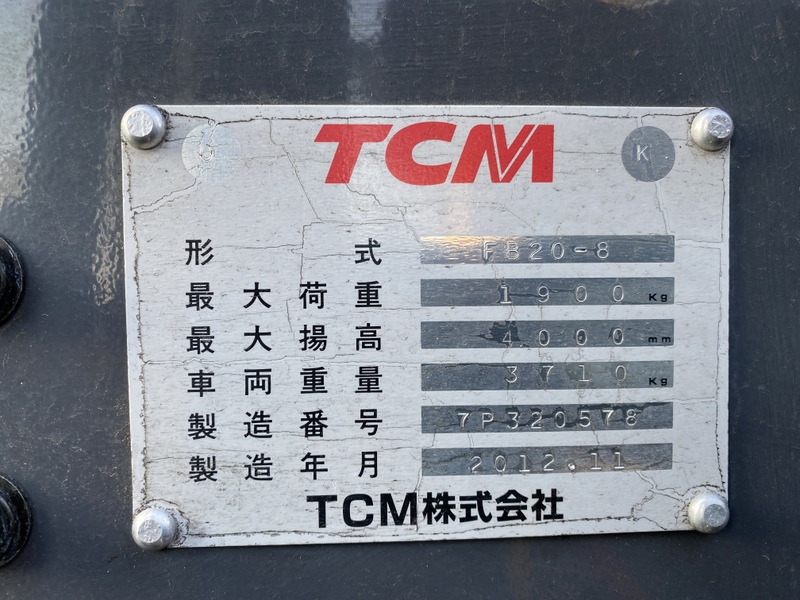 TCM
K
形式 FB20-8
最大荷重 1900 Kg
最大揚高 4000 mm
車両重量 3710 Kg
製造番号 7P320578
製造年月 2012.11
TCM株式会社